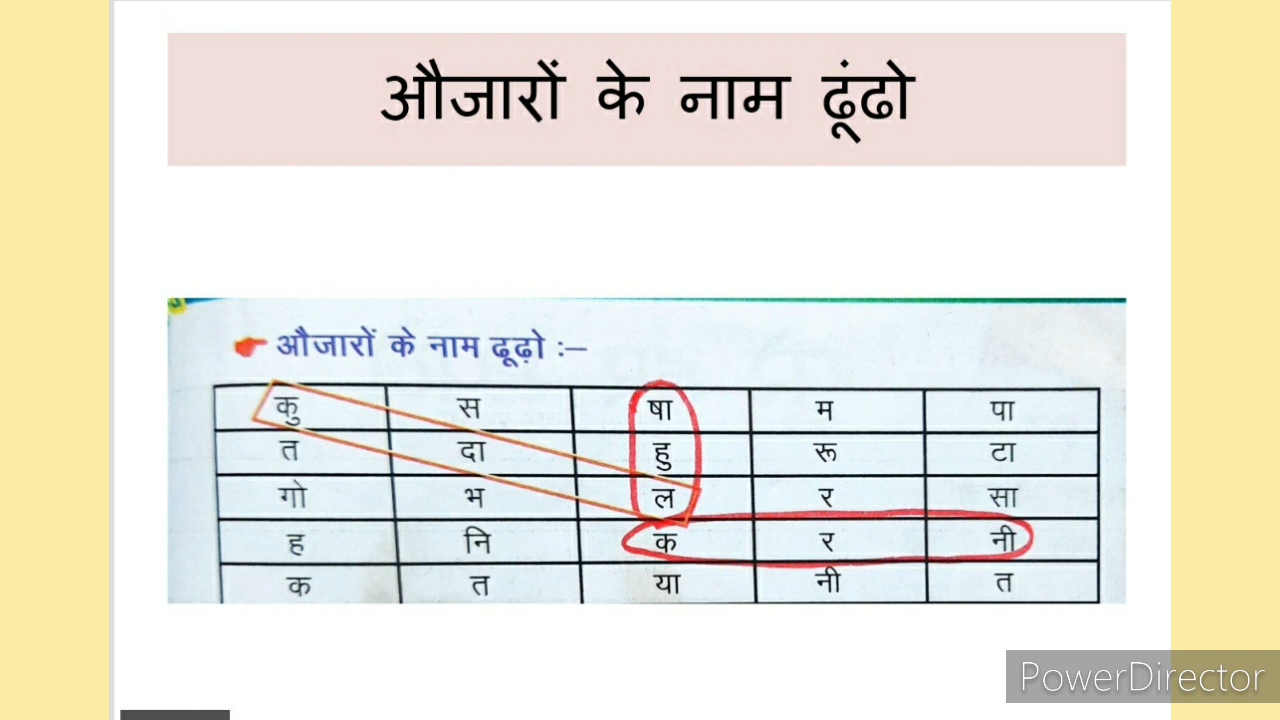 औजारों के नाम ढूंढो
औजारों के नाम ढूढ़ो :–
कु स षा म पा
त दा हु रू टा
गो भ ल र सा
ह नि क र नी
क त या नी त
PowerDirector